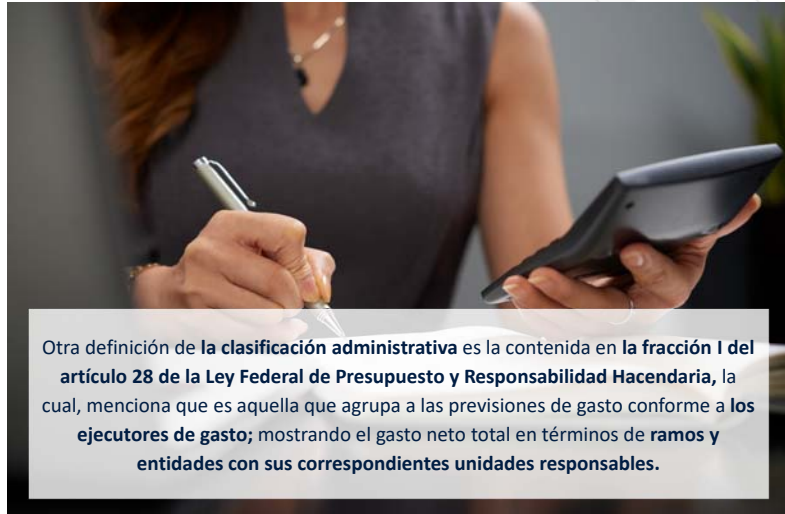 Otra definición de la clasificación administrativa es la contenida en la fracción I del
artículo 28 de la Ley Federal de Presupuesto y Responsabilidad Hacendaria, la
cual, menciona que es aquella que agrupa a las previsiones de gasto conforme a los
ejecutores de gasto; mostrando el gasto neto total en términos de ramos y
entidades con sus correspondientes unidades responsables.